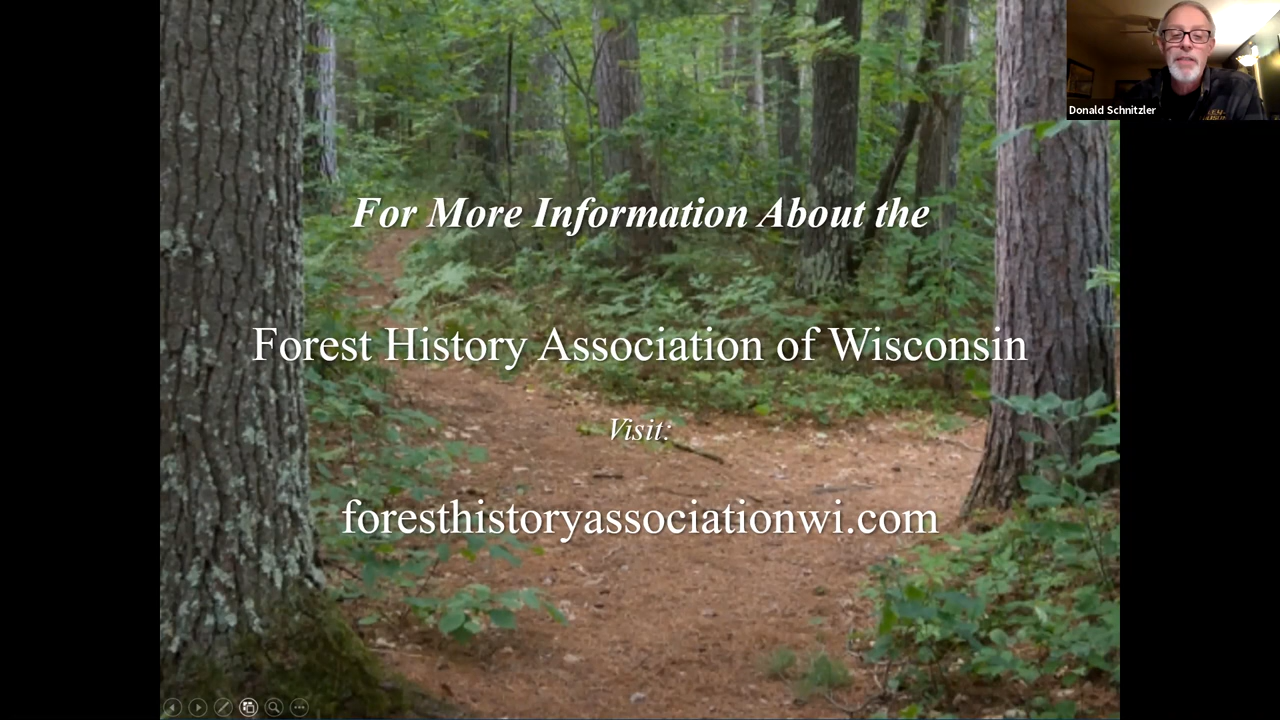 Donald Schnitzler
For More Information About the
Forest History Association of Wisconsin
Visit:
foresthistoryassociationwi.com